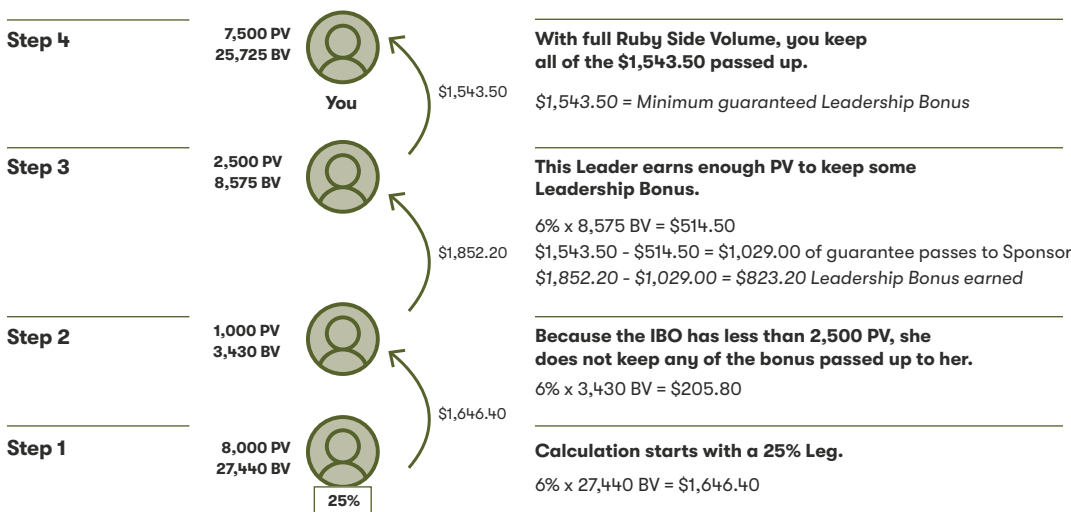 Step 4
7,500 PV
25,725 BV
You
$1,543.50
With full Ruby Side Volume, you keep
all of the $1,543.50 passed up.
$1,543.50 = Minimum guaranteed Leadership Bonus
Step 3
2,500 PV
8,575 BV
$1,852.20
This Leader earns enough PV to keep some
Leadership Bonus.
6% x 8,575 BV = $514.50
$1,543.50 - $514.50 = $1,029.00 of guarantee passes to Sponsor
$1,852.20 - $1,029.00 = $823.20 Leadership Bonus earned
Step 2
1,000 PV
3,430 BV
$1,646.40
Because the IBO has less than 2,500 PV, she
does not keep any of the bonus passed up to her.
6% x 3,430 BV = $205.80
Step 1
8,000 PV
27,440 BV
25%
Calculation starts with a 25% Leg.
6% x 27,440 BV = $1,646.40